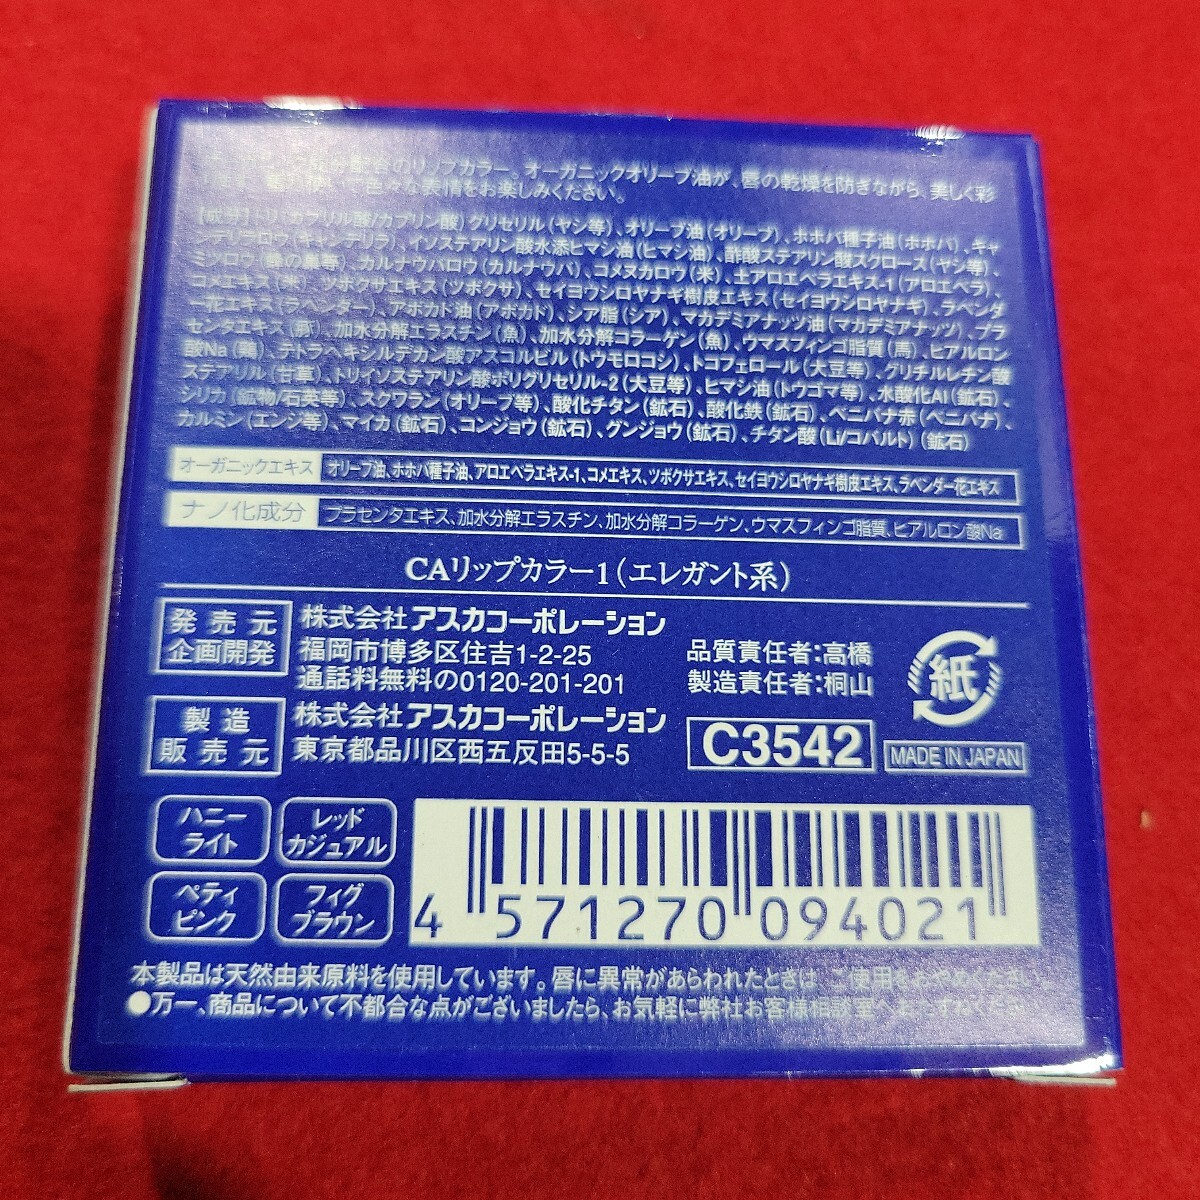 分配合のリップカラー。オーガニックオリーブ油が、唇の乾燥を防ぎながら、美しく彩
色々な表情をお楽しみください。
[成分]トリ(カプリル酸/カプリン酸)グリセリル(ヤシ等)、オリーブ油(オリーブ)、ホホバ種子油(ホホバ)、キャ
ンデリラロウ(キャンデリラ)、イソステアリン酸水添ヒマシ油(ヒマシ油)、酢酸ステアリン酸スクロース(ヤシ等)、
ミツロウ(蜂の巣等)、カルナウバロウ(カルナウバ)、コメヌカロウ(米)、土アロエベラエキス-1(アロエベラ)、
コメエキス(米)ツボクサエキス(ツボクサ)、セイヨウシロヤナギ樹皮エキス(セイヨウシロヤナギ)、ラベンダ
ー花エキス(ラベンダー)、アボカド油(アボカド)、シア脂(シア)、マカデミアナッツ油(マカデミアナッツ)、プラ
センタエキス(豚)、加水分解エラスチン(魚)、加水分解コラーゲン(魚)、ウマスフィンゴ脂質(馬)、ヒアルロン
酸Na(鶏)、テトラヘキシルデカン酸アスコルビル(トウモロコシ)、トコフェロール(大豆等)、グリチルレチン酸
ステアリル(甘草)、トリイソステアリン酸ポリグリセリル-2(大豆等)、ヒマシ油(トウゴマ等)、水酸化Al(鉱石)、
シリカ(鉱物/石英等)、スクワラン(オリーブ等)、酸化チタン(鉱石)、酸化鉄(鉱石)、ベニバナ赤(ベニバナ)、
カルミン(エンジ等)、マイカ(鉱石)、コンジョウ(鉱石)、グンジョウ(鉱石)、チタン酸(Li/コバルト)(鉱石)
オーガニックエキス オリーブ油、ホホバ種子油、アロエベラエキス-1、コメエキス、ツボクサエキス、セイヨウシロヤナギ樹皮エキス、ラベンダー花エキス
ナノ化成分 プラセンタエキス、加水分解エラスチン、加水分解コラーゲン、ウマスフィンゴ脂質、ヒアルロン酸Na
CAリップカラー1(エレガント系)
発売元
企画開発
株式会社アスカコーポレーション
福岡市博多区住吉1-2-25
通話料無料の0120-201-201
品質責任者:高橋
製造責任者:桐山
紙
製造
販売元
株式会社アスカコーポレーション
東京都品川区西五反田5-5-5
C3542
MADE IN JAPAN
ハニー
ライト
レッド
カジュアル
ペティ
ピンク
フィグ
ブラウン
4 571270 094021
本製品は天然由来原料を使用しています。唇に異常があらわれたときは、ご使用をおやめくださ
●万一、商品について不都合な点がございましたら、お気軽に弊社お客様相談室へ